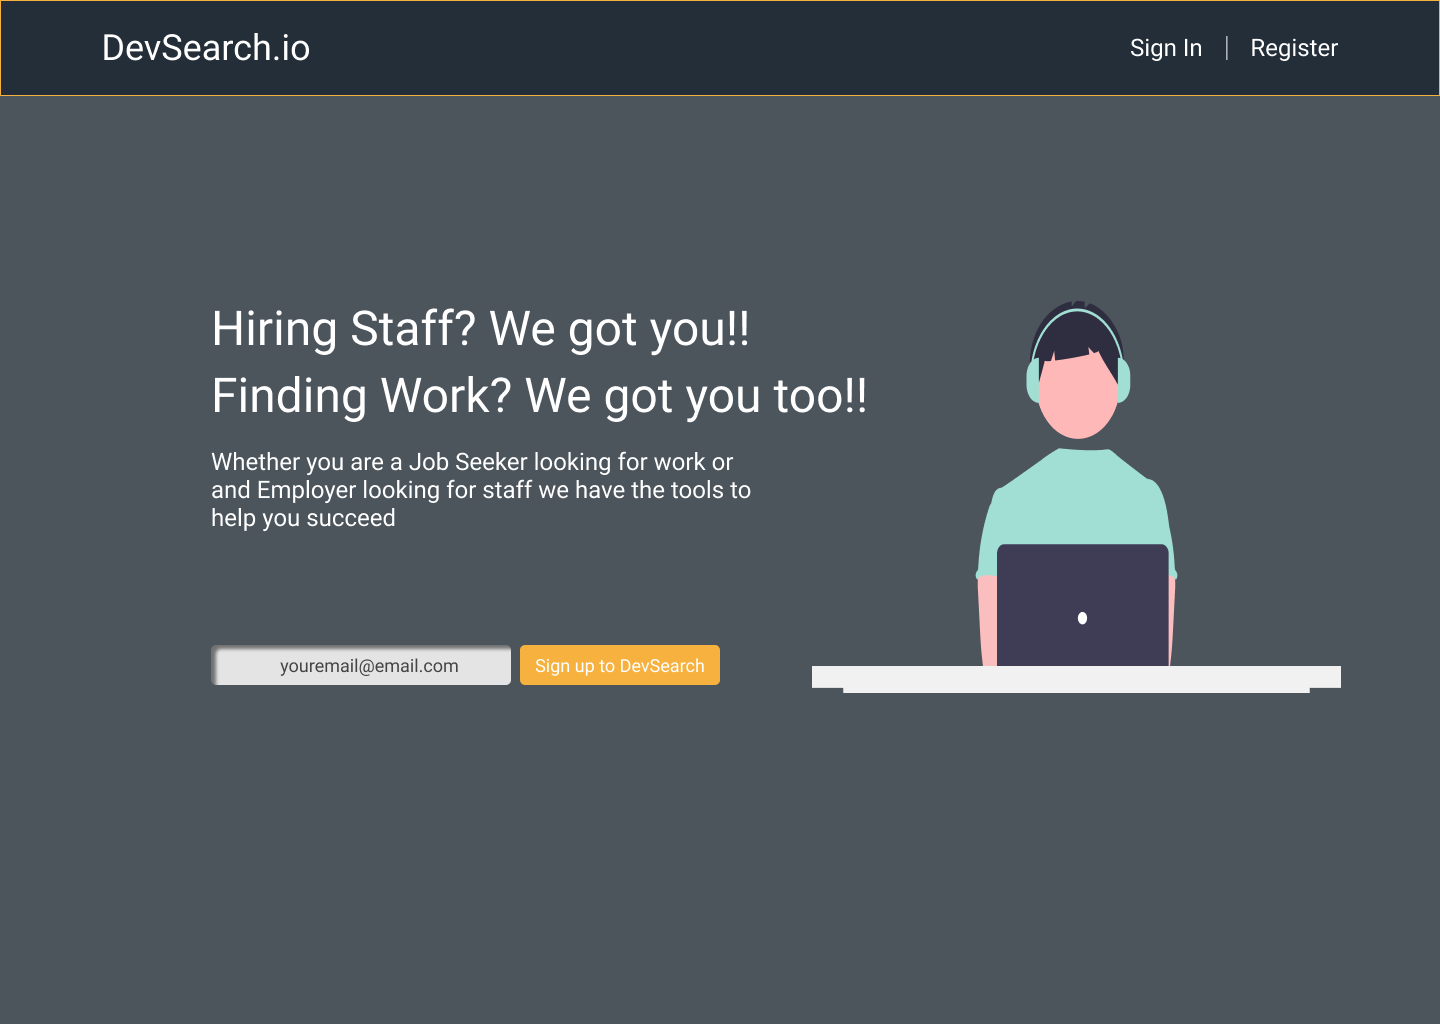 DevSearch.io
Sign In | Register
Hiring Staff? We got you!!
Finding Work? We got you too!!
Whether you are a Job Seeker looking for work or
and Employer looking for staff we have the tools to
help you succeed
youremail@email.com
Sign up to DevSearch